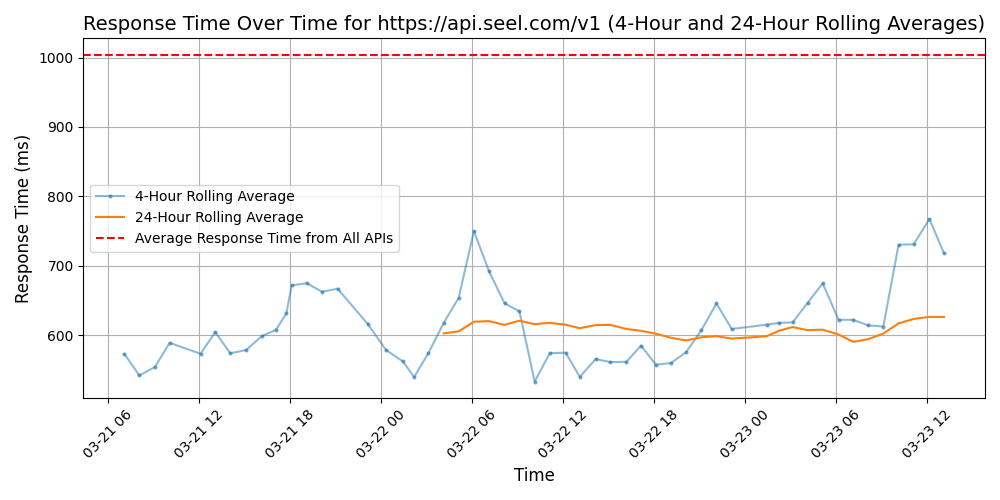 Response Time Over Time for https://api.seel.com/v1 (4-Hour and 24-Hour Rolling Averages)
Response Time (ms)
1000
900
800
700
600
4-Hour Rolling Average
24-Hour Rolling Average
Average Response Time from All APIs
03-21 06
03-21 12
03-21 18
03-22 00
03-22 06
03-22 12
03-22 18
03-23 00
03-23 06
03-23 12
Time